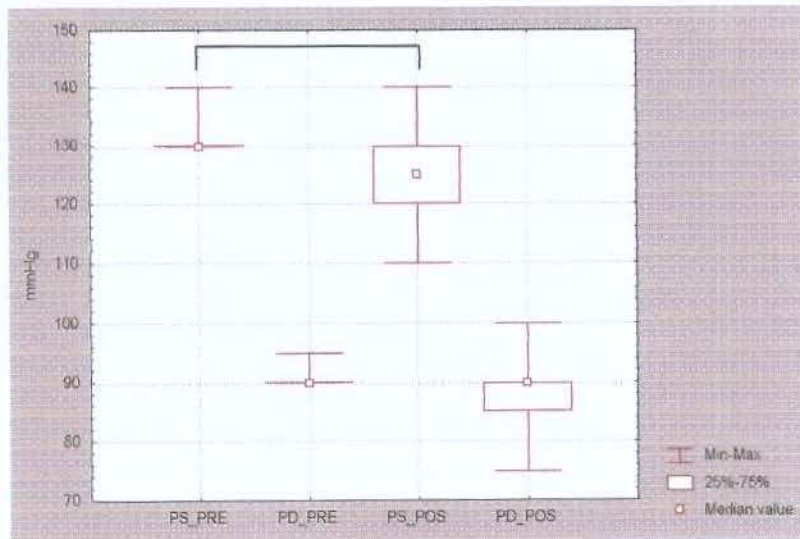 150
140
130
120
110
100
90
80
70
mmHg
PS_PRE PD_PRE PS_POS PD_POS
Min-Max
25%-75%
Median value